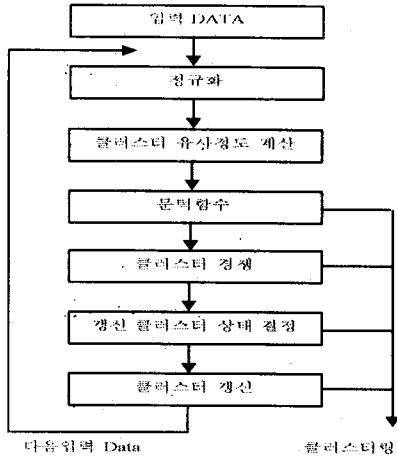 입력 DATA
정규화
클러스터 유사정도 계산
문턱함수
클러스터 경쟁
갱신 클러스터 상태 결정
클러스터 갱신
다음입력 Data
클러스터링